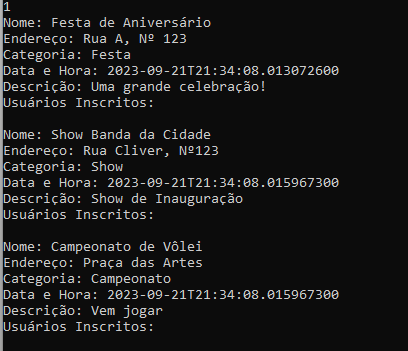 1
Nome: Festa de Aniversário
Endereço: Rua A, Nº 123
Categoria: Festa
Data e Hora: 2023-09-21T21:34:08.013072600
Descrição: Uma grande celebração!
Usuários Inscritos:
Nome: Show Banda da Cidade
Endereço: Rua Cliver, Nº123
Categoria: Show
Data e Hora: 2023-09-21T21:34:08.015967300
Descrição: Show de Inauguração
Usuários Inscritos:
Nome: Campeonato de Vôlei
Endereço: Praça das Artes
Categoria: Campeonato
Data e Hora: 2023-09-21T21:34:08.015967300
Descrição: Vem jogar
Usuários Inscritos: